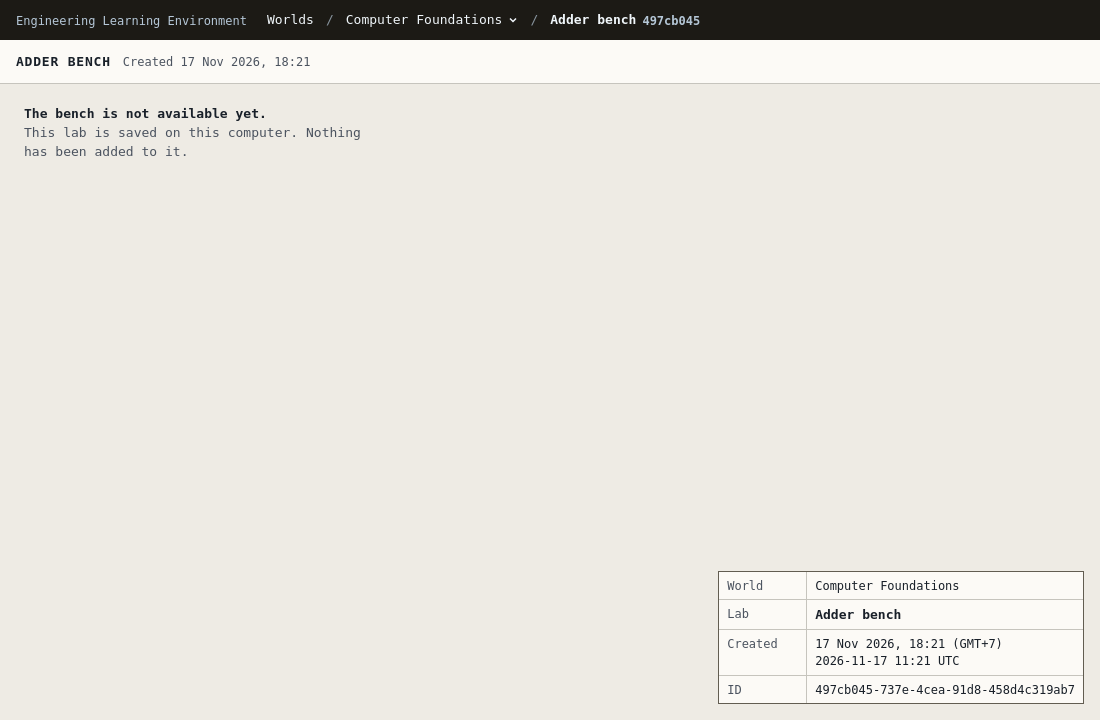 Engineering Learning Environment Worlds / Computer Foundations / Adder bench 497cb045
ADDER BENCH Created 17 Nov 2026, 18:21
The bench is not available yet.
This lab is saved on this computer. Nothing
has been added to it.
World Computer Foundations
Lab Adder bench
Created 17 Nov 2026, 18:21 (GMT+7)
2026-11-17 11:21 UTC
ID 497cb045-737e-4cea-91d8-458d4c319ab7